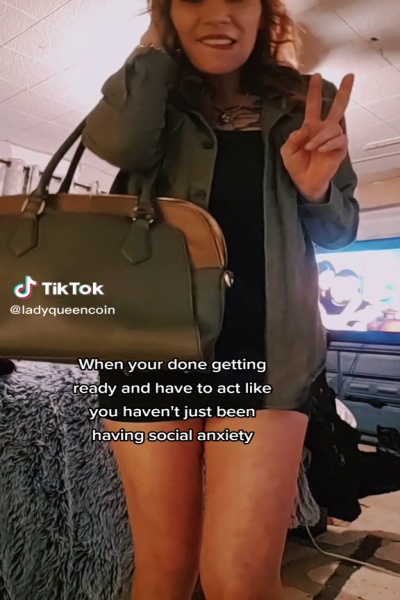 TikTok
@ladyqueencoin
When your done getting
ready and have to act like
you haven't just been
having social anxiety